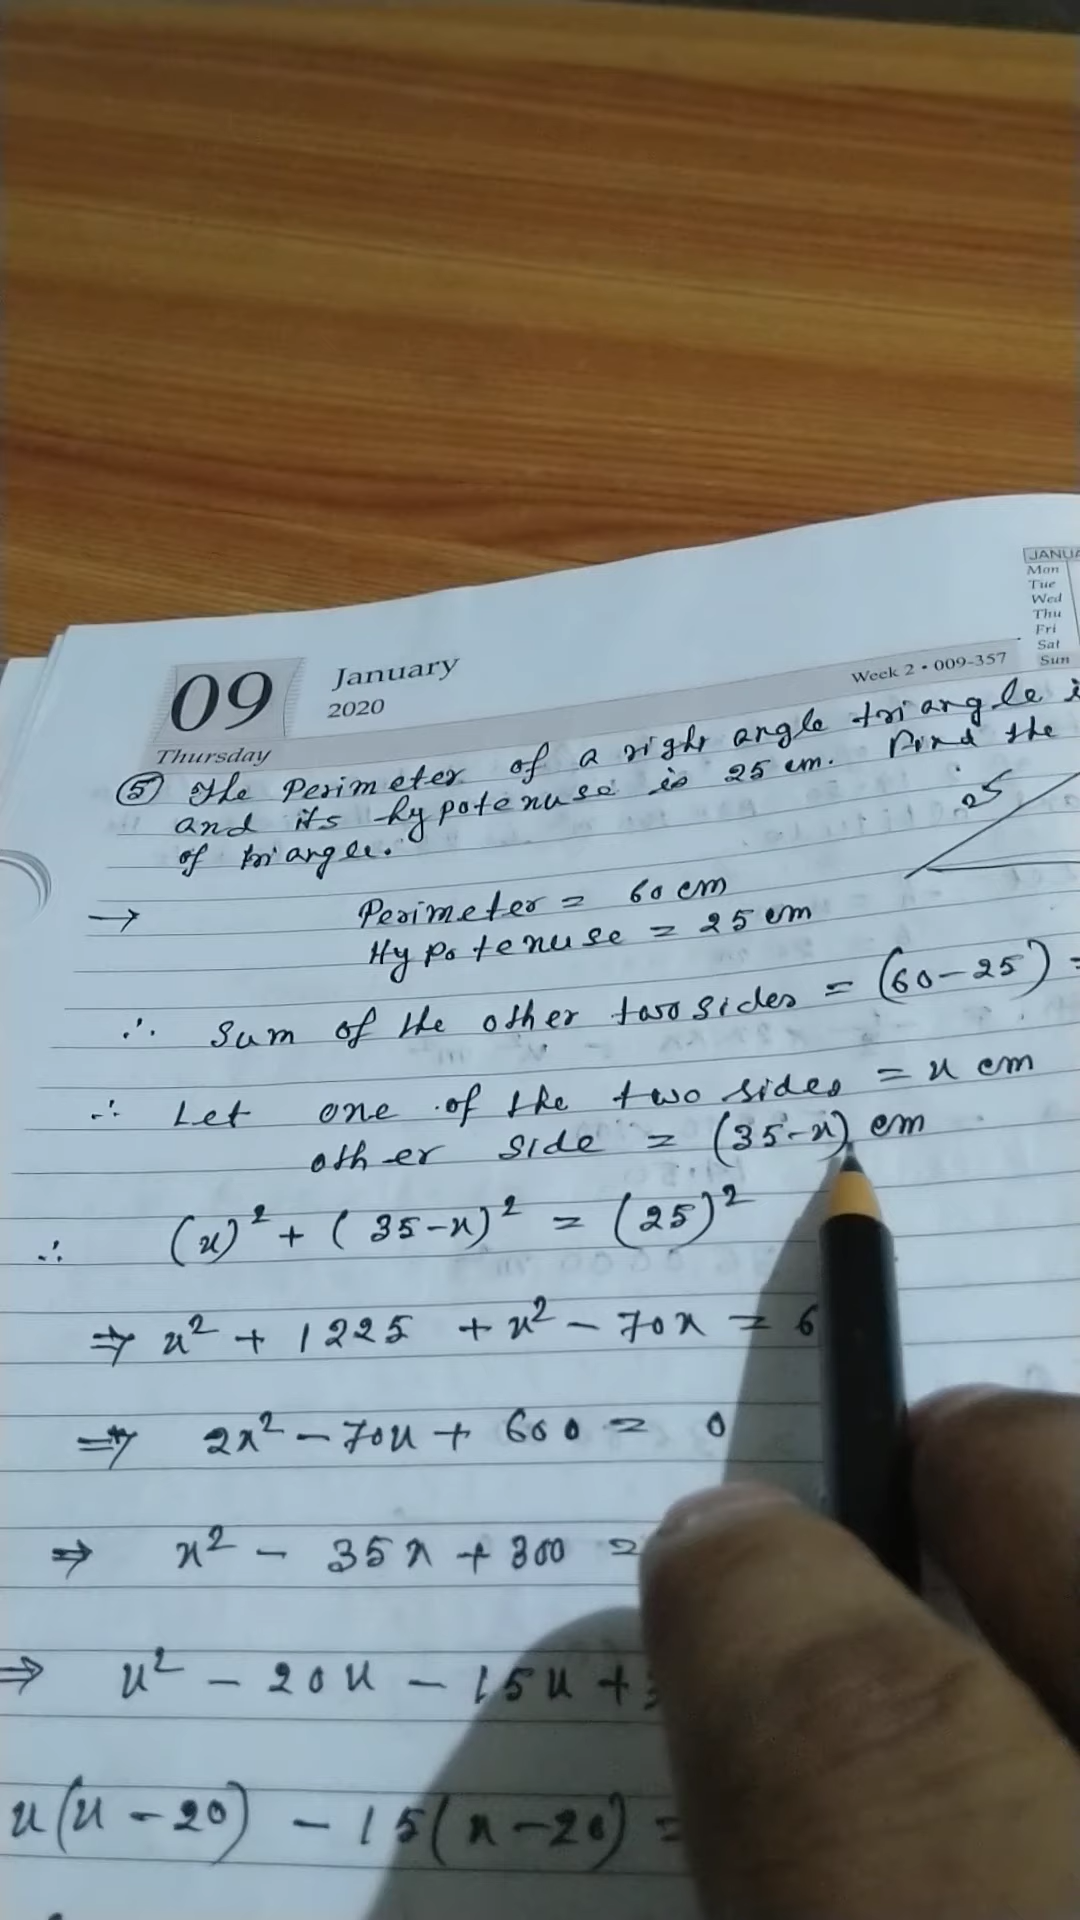 JANUA
Mon
Tue
Wed
Thu
Fri
Sat
Sun
09
January
2020
Thursday
Week 2 • 009-357
⑤ The Perimeter of a right angle triangle i
and its hypotenuse is 25 cm. Find the
of triangle.
25
→ Perimeter = 60 cm
Hypotenuse = 25 cm
∴ Sum of the other two sides = (60-25) =
∴ Let one of the two sides = x cm
other side = (35-x) cm
∴ (x)² + (35-x)² = (25)²
⇒ x² + 1225 + x² - 70x = 6
⇒ 2x² - 70x + 600 = 0
⇒ x² - 35x + 300 =
⇒ x² - 20x - 15x + 3
x(x-20) - 15(x-20) =